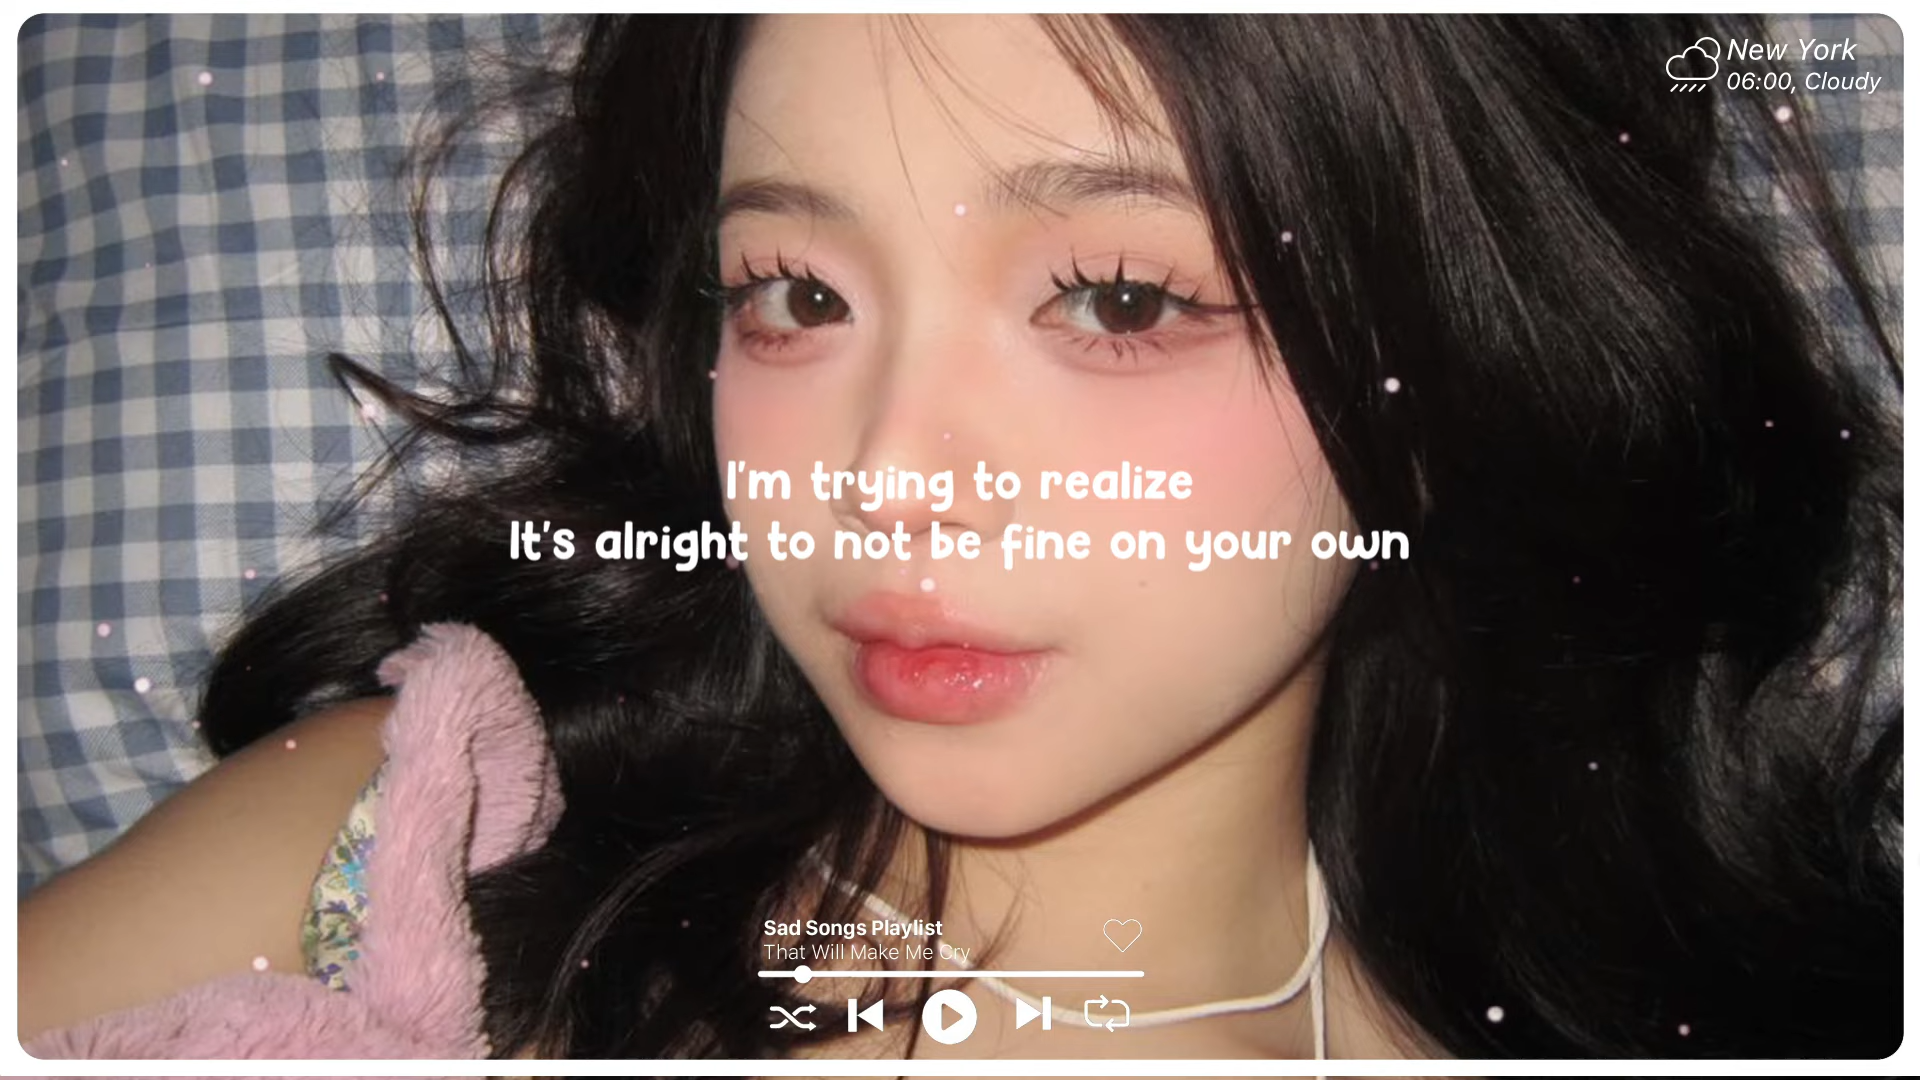 New York
06:00, Cloudy
I'm trying to realize
It's alright to not be fine on your own
Sad Songs Playlist
That Will Make Me Cry